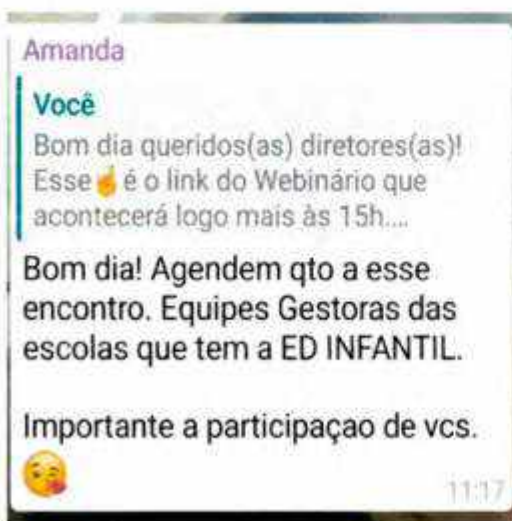 Amanda
Você
Bom dia queridos(as) diretores(as)!
Esse☝️é o link do Webinário que
acontecerá logo mais às 15h....
Bom dia! Agendem qto a esse
encontro. Equipes Gestoras das
escolas que tem a ED INFANTIL.
Importante a participaçao de vcs.
😘
11:17